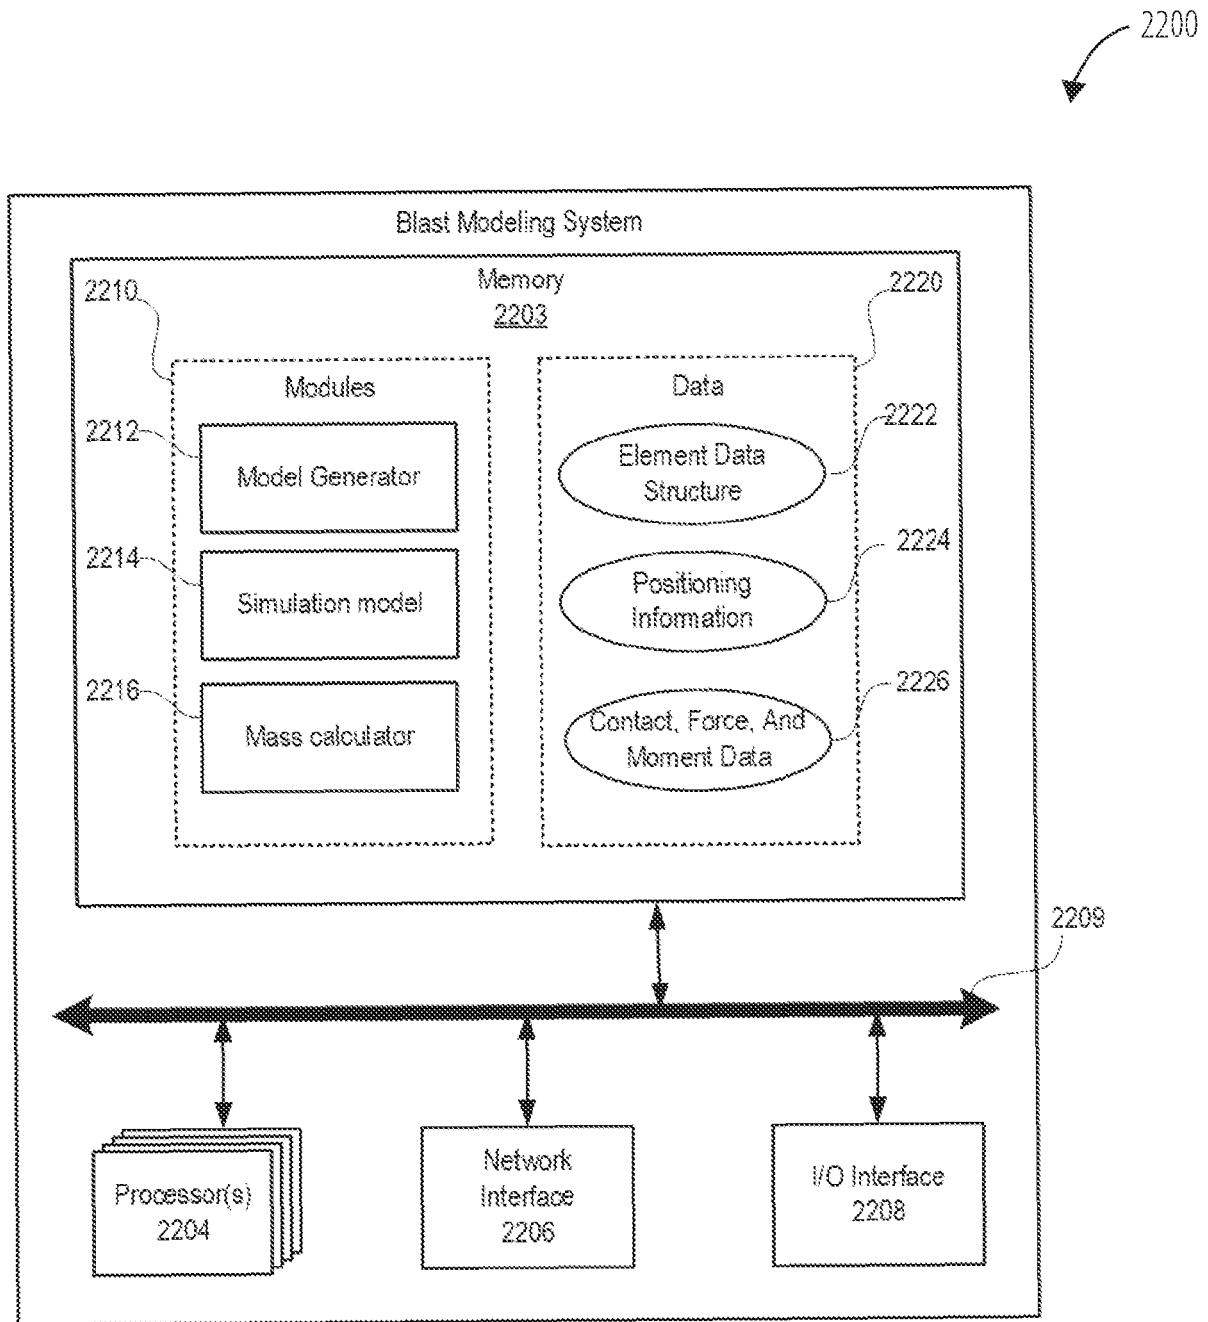 2200
Blast Modeling System
Memory
2203
2210
2220
Modules
Data
2212
Model Generator
2222
Element Data
Structure
2214
Simulation model
2224
Positioning
Information
2216
Mass calculator
2226
Contact, Force, And
Moment Data
2209
Processor(s)
2204
Network
Interface
2206
I/O Interface
2208